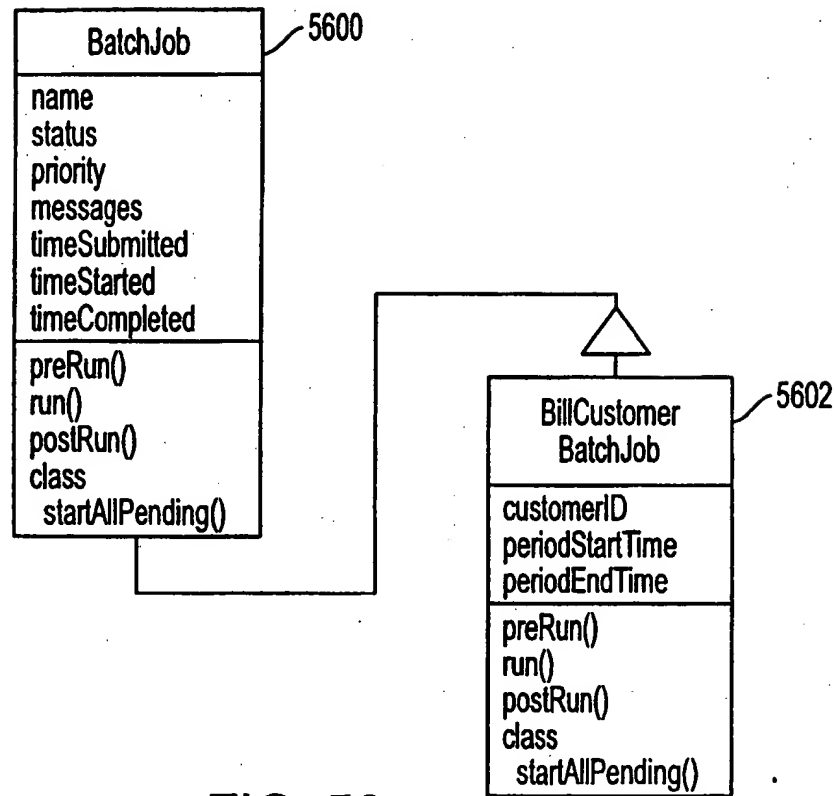 BatchJob
5600
name
status
priority
messages
timeSubmitted
timeStarted
timeCompleted
preRun()
run()
postRun()
class
startAllPending()
BillCustomer
BatchJob
5602
customerID
periodStartTime
periodEndTime
preRun()
run()
postRun()
class
startAllPending()